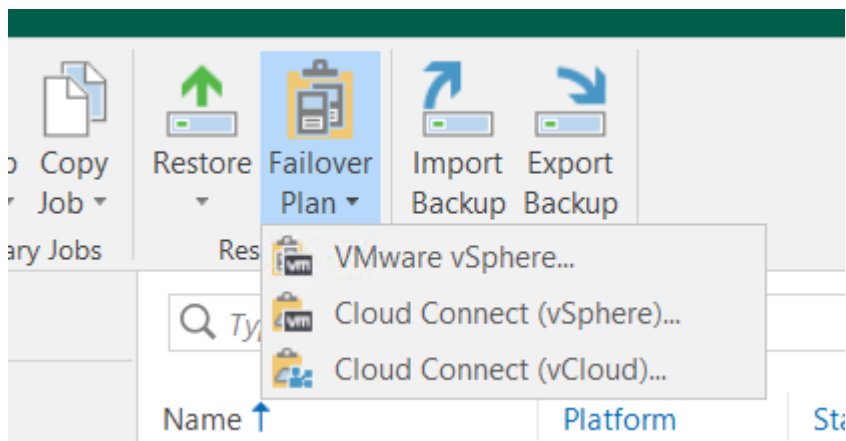 Copy
Job
Restore
Failover
Plan
Import
Backup
Export
Backup
Jobs
VMware vSphere...
Cloud Connect (vSphere)...
Cloud Connect (vCloud)...
Name
Platform